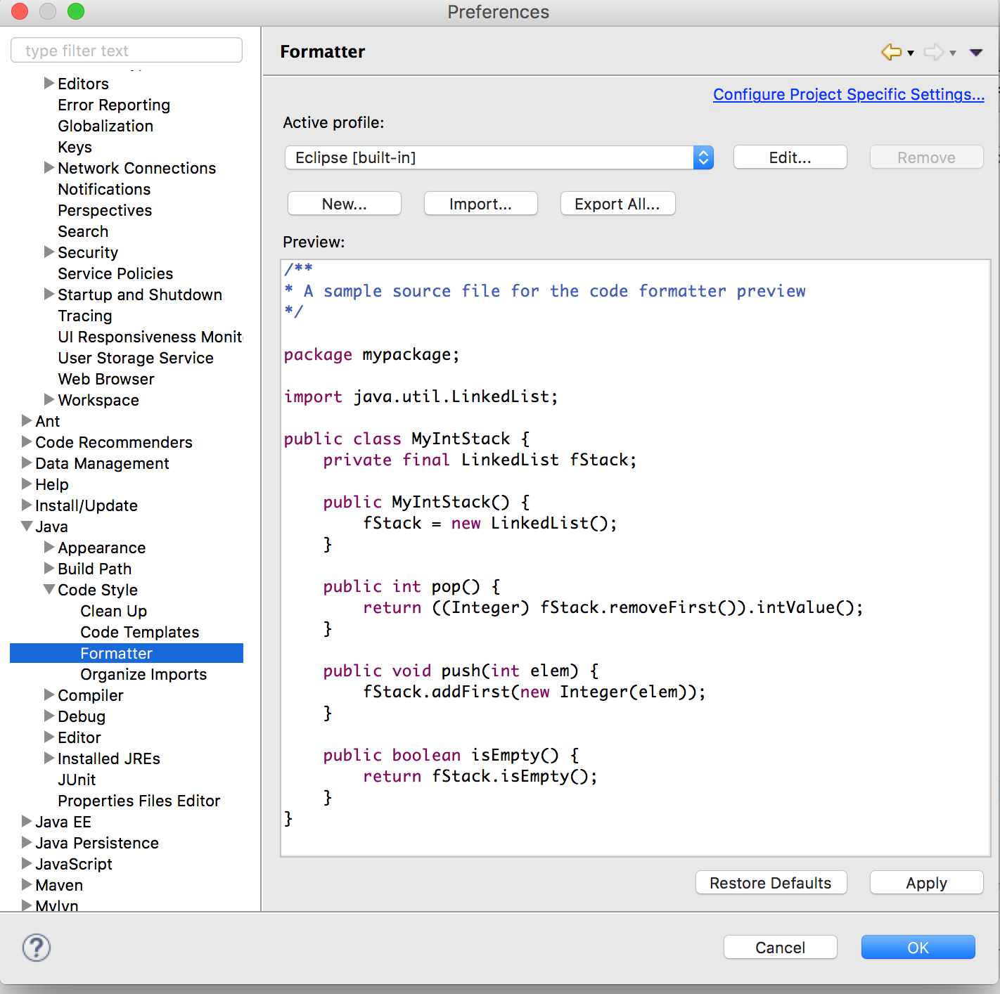 Preferences
type filter text
Editors
Error Reporting
Globalization
Keys
Network Connections
Notifications
Perspectives
Search
Security
Service Policies
Startup and Shutdown
Tracing
UI Responsiveness Monit
User Storage Service
Web Browser
Workspace
Ant
Code Recommenders
Data Management
Help
Install/Update
Java
Appearance
Build Path
Code Style
Clean Up
Code Templates
Formatter
Organize Imports
Compiler
Debug
Editor
Installed JREs
JUnit
Properties Files Editor
Java EE
Java Persistence
JavaScript
Maven
Mylyn
Formatter
Configure Project Specific Settings...
Active profile:
Eclipse [built-in] Edit... Remove
New... Import... Export All...
Preview:
/**
* A sample source file for the code formatter preview
*/
package mypackage;
import java.util.LinkedList;
public class MyIntStack {
    private final LinkedList fStack;
    public MyIntStack() {
        fStack = new LinkedList();
    }
    public int pop() {
        return ((Integer) fStack.removeFirst()).intValue();
    }
    public void push(int elem) {
        fStack.addFirst(new Integer(elem));
    }
    public boolean isEmpty() {
        return fStack.isEmpty();
    }
}
Restore Defaults Apply
? Cancel OK